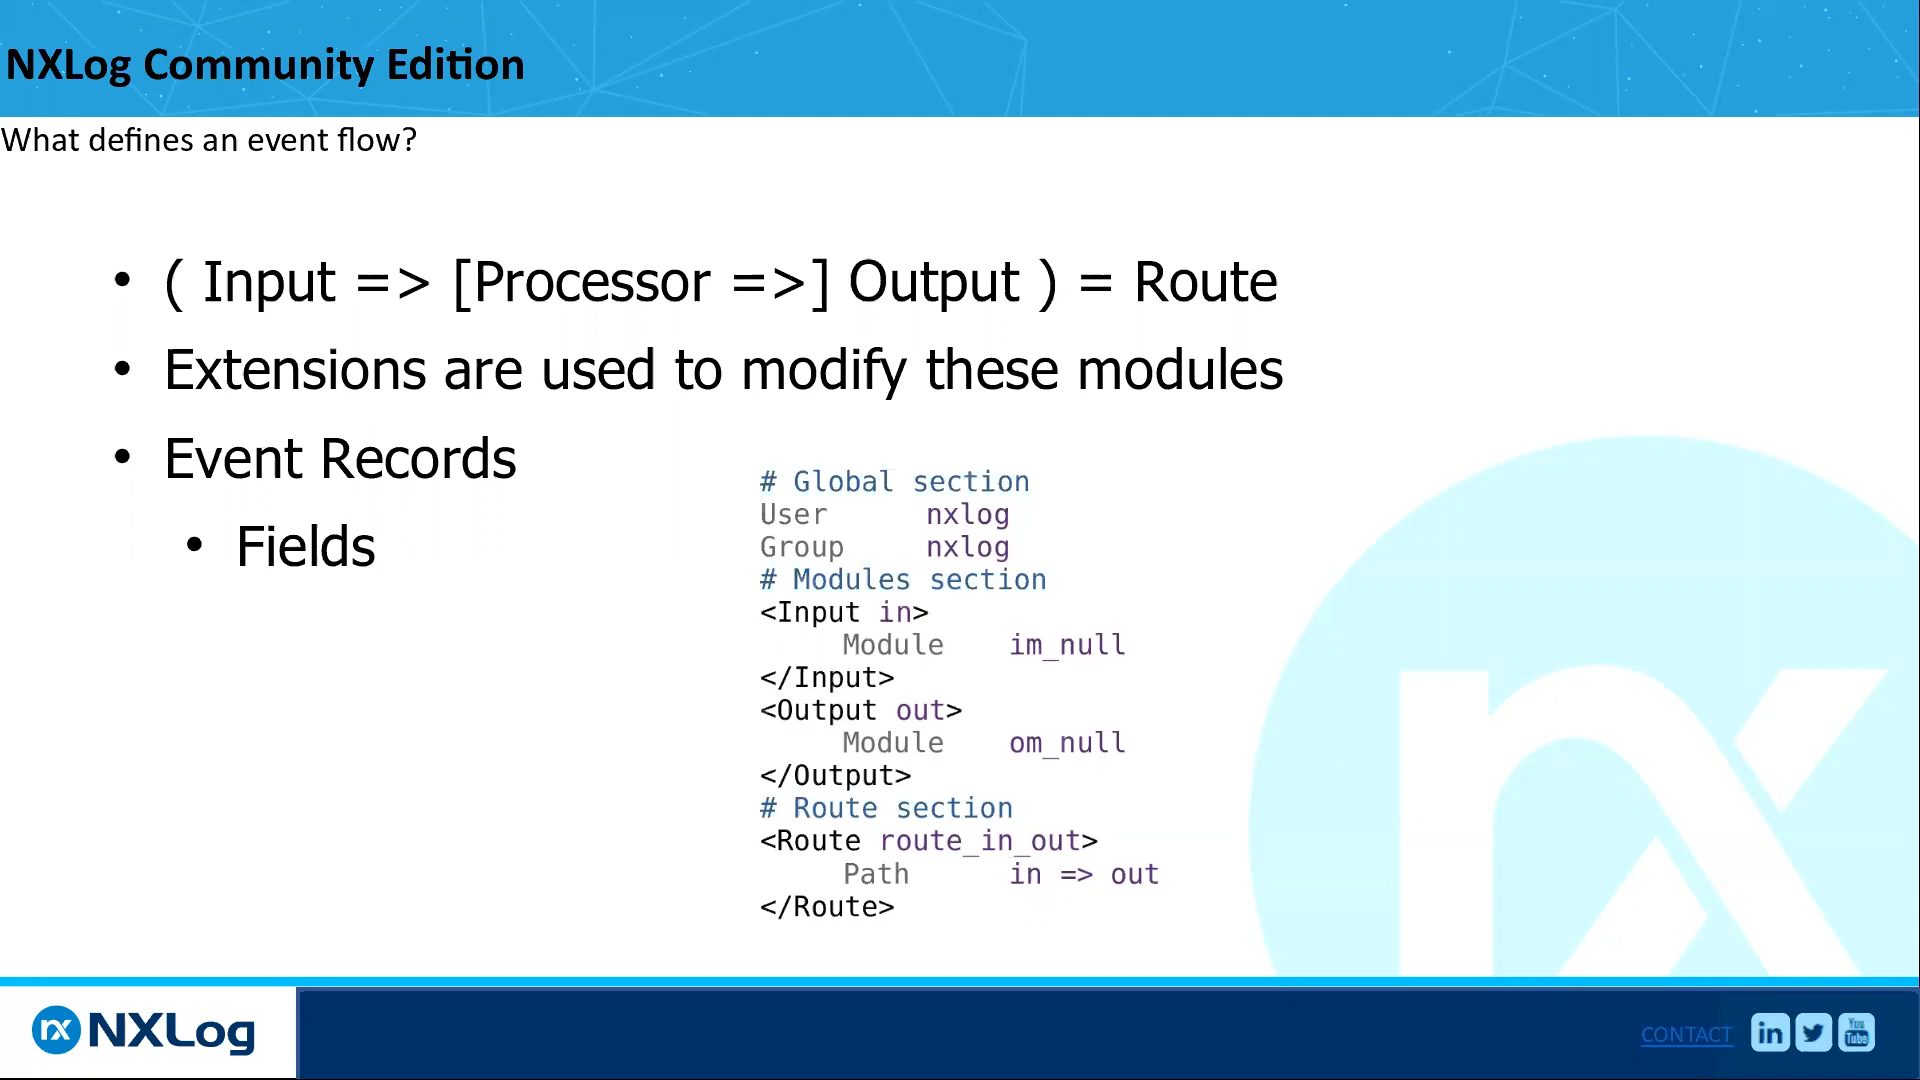 NXLog Community Edition
What defines an event flow?
• ( Input => [Processor =>] Output ) = Route
• Extensions are used to modify these modules
• Event Records
• Fields
# Global section
User nxlog
Group nxlog
# Modules section
<Input in>
Module im_null
</Input>
<Output out>
Module om_null
</Output>
# Route section
<Route route_in_out>
Path in => out
</Route>
nx
nx NXLog
CONTACT
in
You
Tube